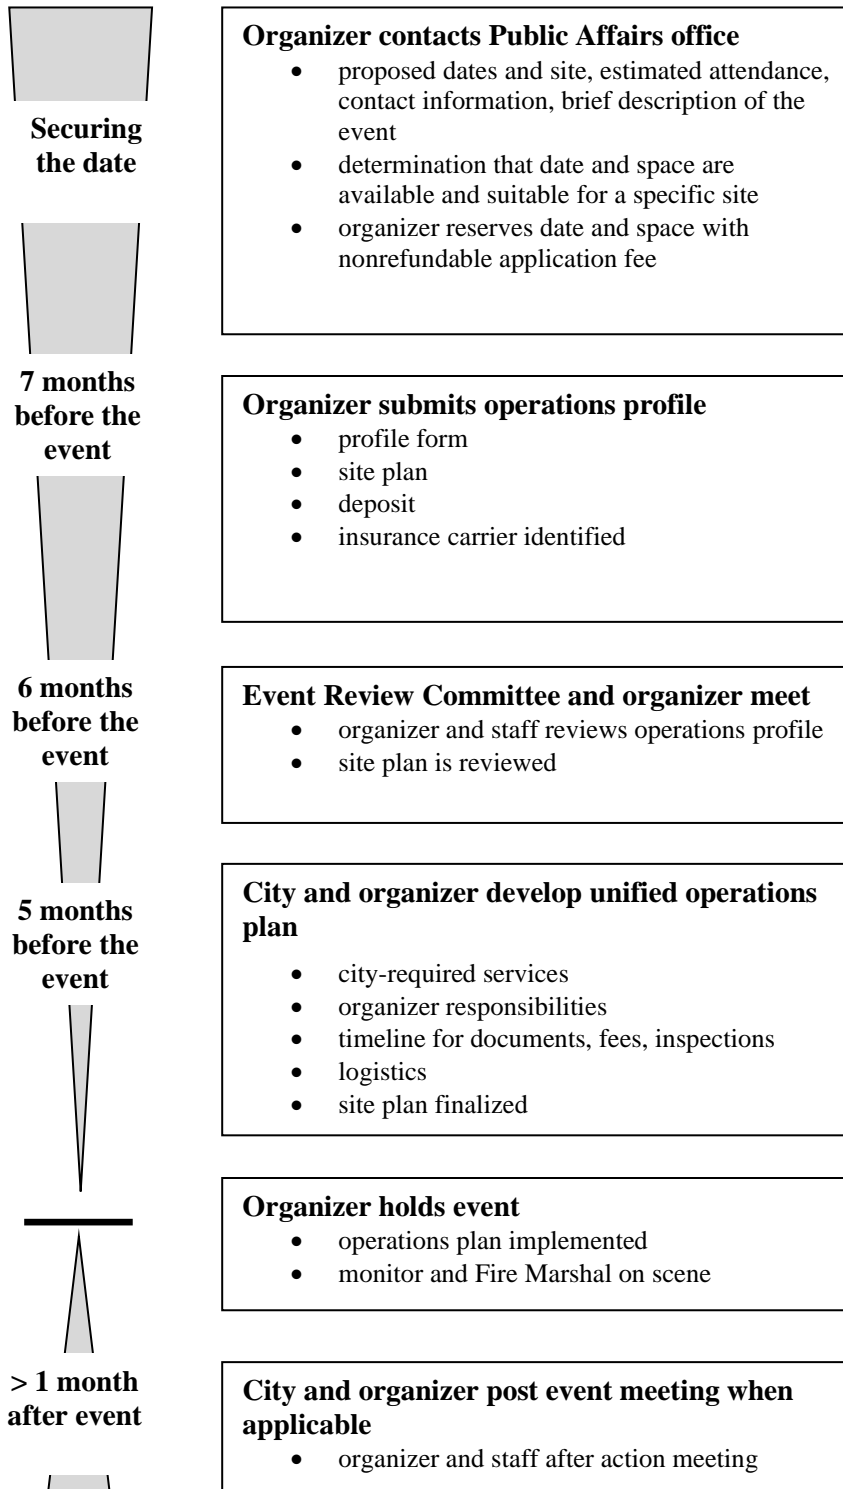 Securing
the date
Organizer contacts Public Affairs office
• proposed dates and site, estimated attendance,
contact information, brief description of the
event
• determination that date and space are
available and suitable for a specific site
• organizer reserves date and space with
nonrefundable application fee
7 months
before the
event
Organizer submits operations profile
• profile form
• site plan
• deposit
• insurance carrier identified
6 months
before the
event
Event Review Committee and organizer meet
• organizer and staff reviews operations profile
• site plan is reviewed
5 months
before the
event
City and organizer develop unified operations
plan
• city-required services
• organizer responsibilities
• timeline for documents, fees, inspections
• logistics
• site plan finalized
Organizer holds event
• operations plan implemented
• monitor and Fire Marshal on scene
> 1 month
after event
City and organizer post event meeting when
applicable
• organizer and staff after action meeting